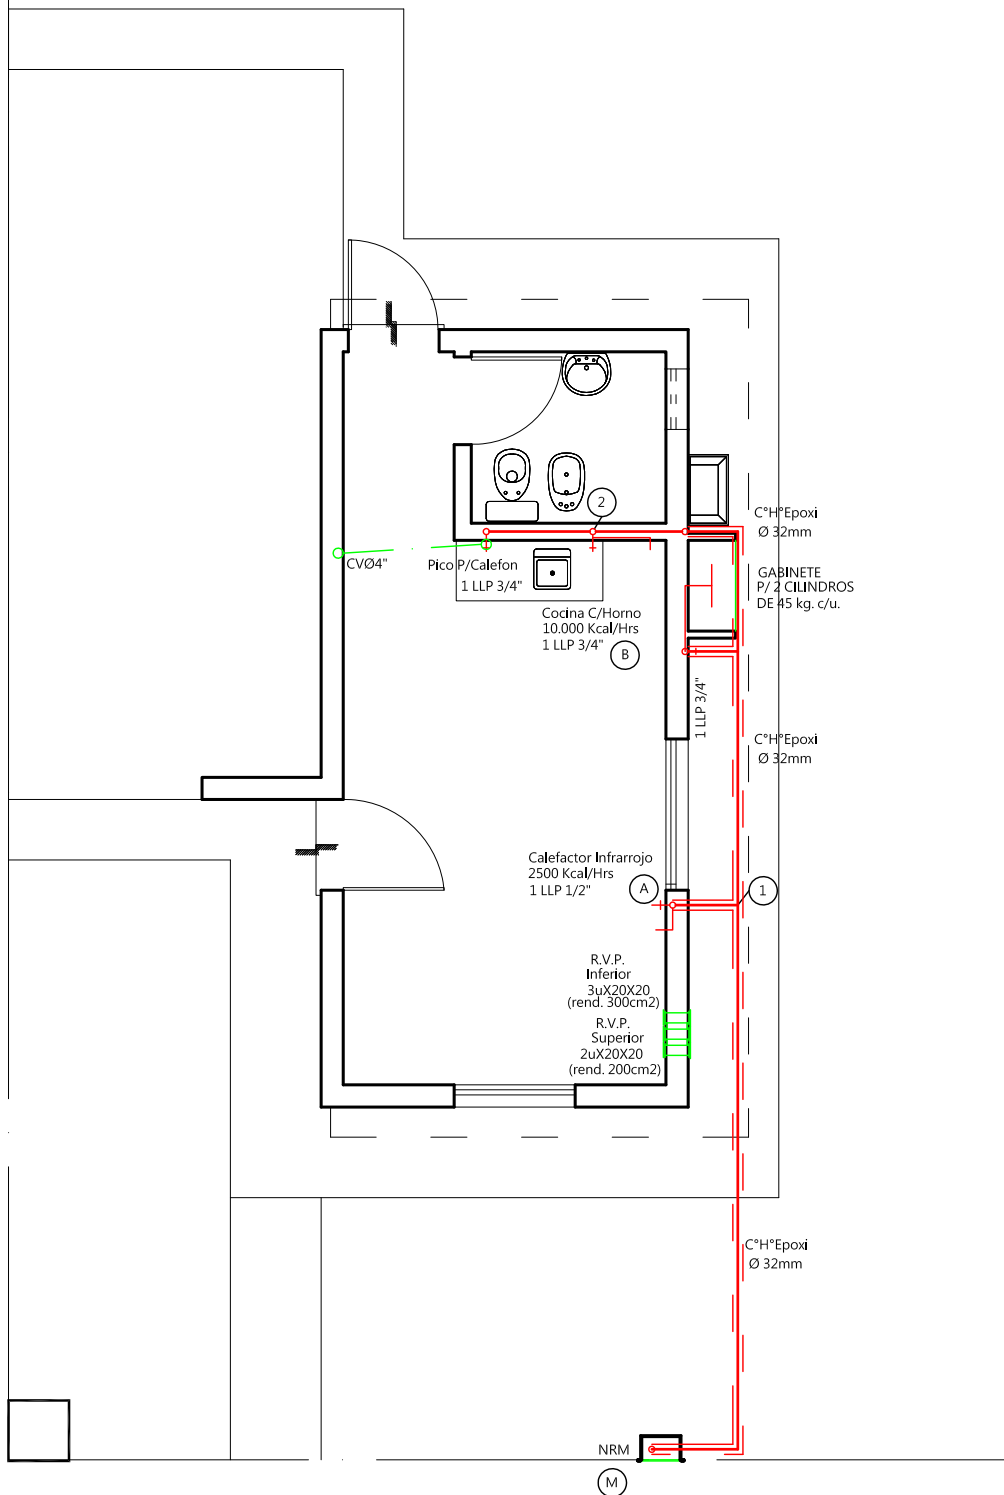 2
C°H°Epoxi
Ø 32mm
CVØ4"
Pico P/Calefon
1 LLP 3/4"
GABINETE
P/ 2 CILINDROS
DE 45 kg. c/u.
Cocina C/Horno
10.000 Kcal/Hrs
1 LLP 3/4"
B
1 LLP 3/4"
C°H°Epoxi
Ø 32mm
Calefactor Infrarrojo
2500 Kcal/Hrs
1 LLP 1/2"
A
1
R.V.P.
Inferior
3uX20X20
(rend. 300cm2)
R.V.P.
Superior
2uX20X20
(rend. 200cm2)
C°H°Epoxi
Ø 32mm
NRM
M